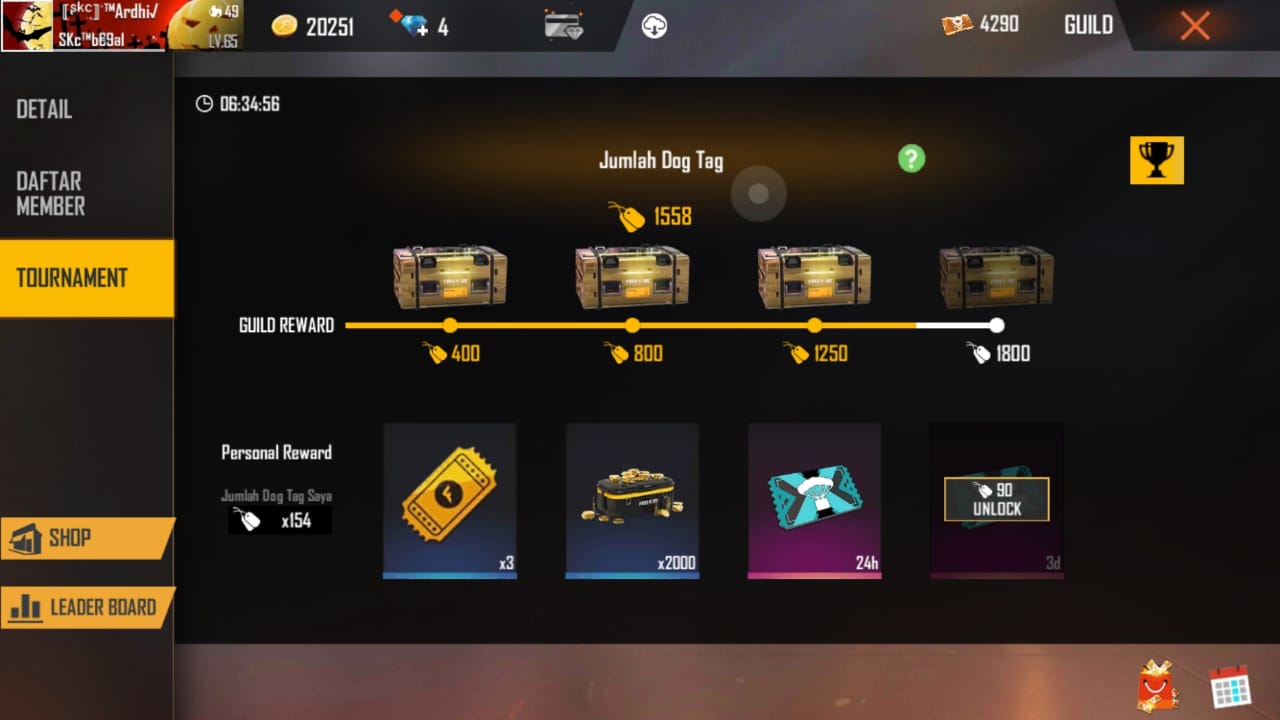 〖ˢᵏᶜ〗™Ardhi√
49
SKc™b€9al
LV.65
20251
4
4290
GUILD
DETAIL
06:34:56
DAFTAR
MEMBER
Jumlah Dog Tag
?
1558
TOURNAMENT
GUILD REWARD
400
800
1250
1800
Personal Reward
Jumlah Dog Tag Saya
x154
x3
x2000
24h
90
UNLOCK
3d
SHOP
LEADER BOARD